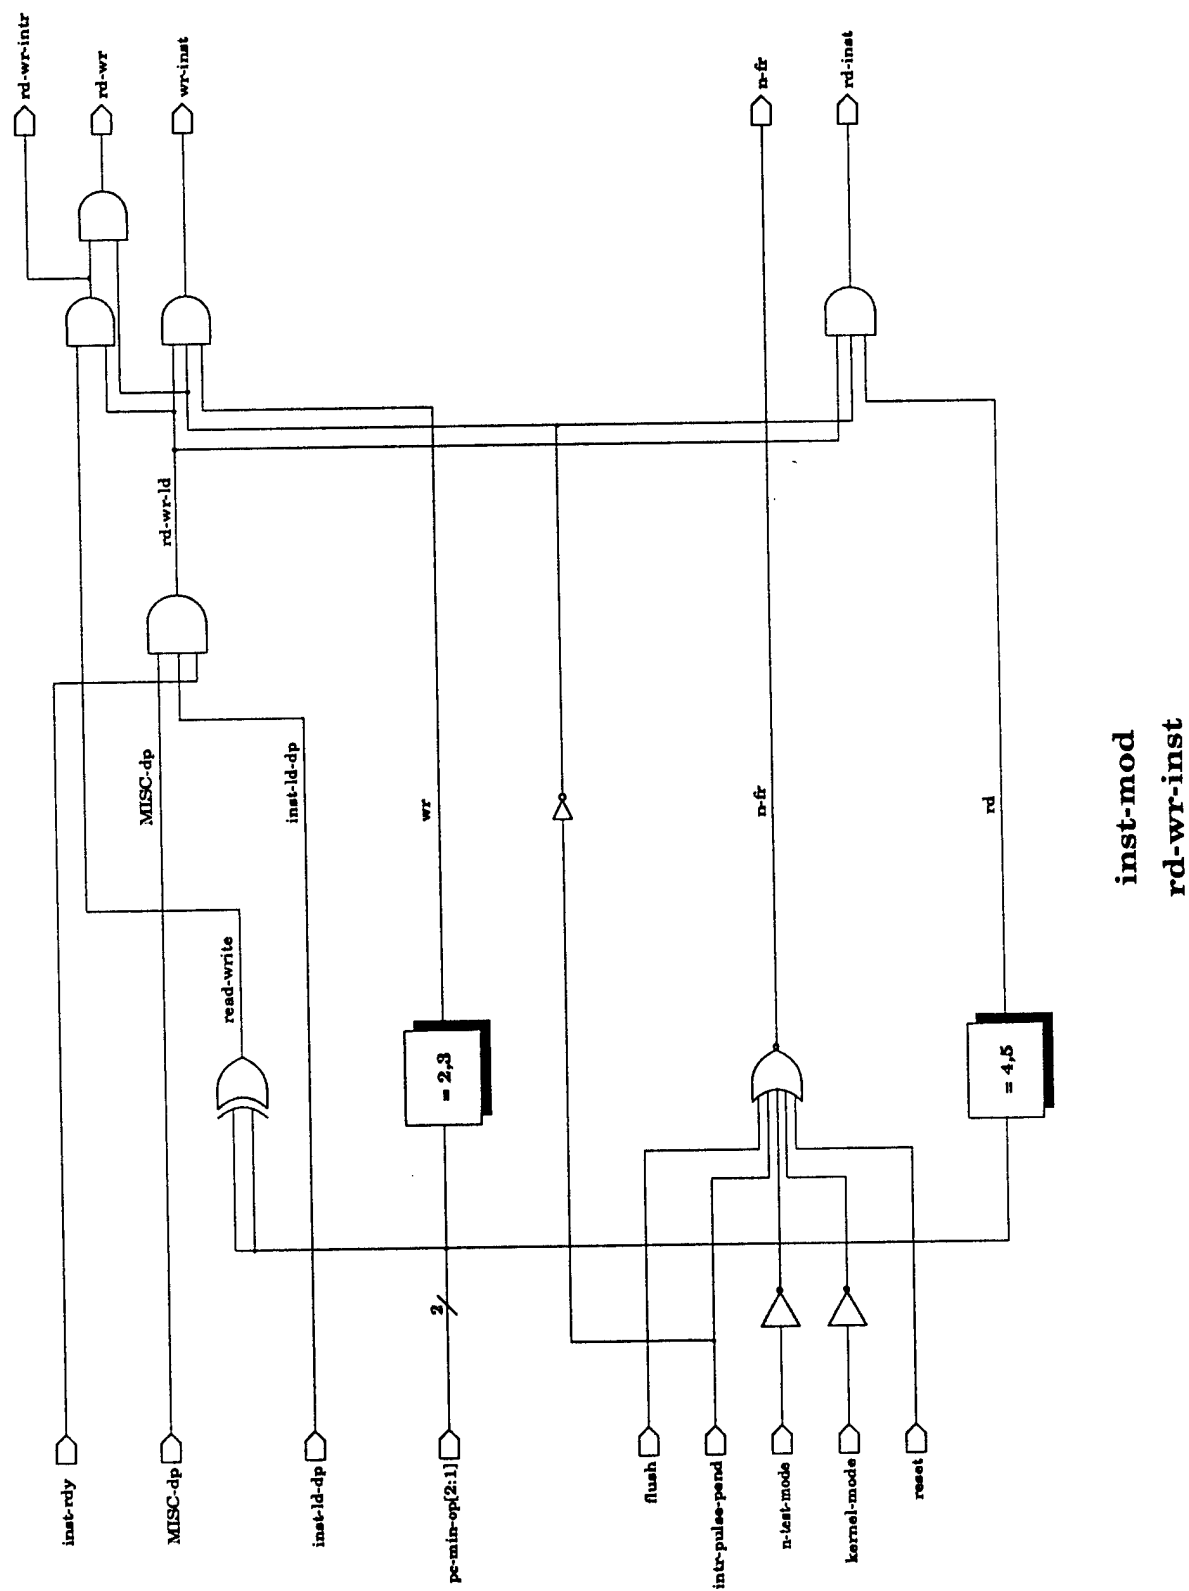 inst-rdy
MISC-dp
inst-ld-dp
pc-min-op[2:1]
flush
intr-pulse-pend
n-test-mode
kernel-mode
reset
2
read-write
= 2,3
= 4,5
MISC-dp
inst-ld-dp
wr
n-fr
rd
rd-wr-ld
rd-wr-intr
rd-wr
wr-inst
n-fr
rd-inst
inst-mod
rd-wr-inst